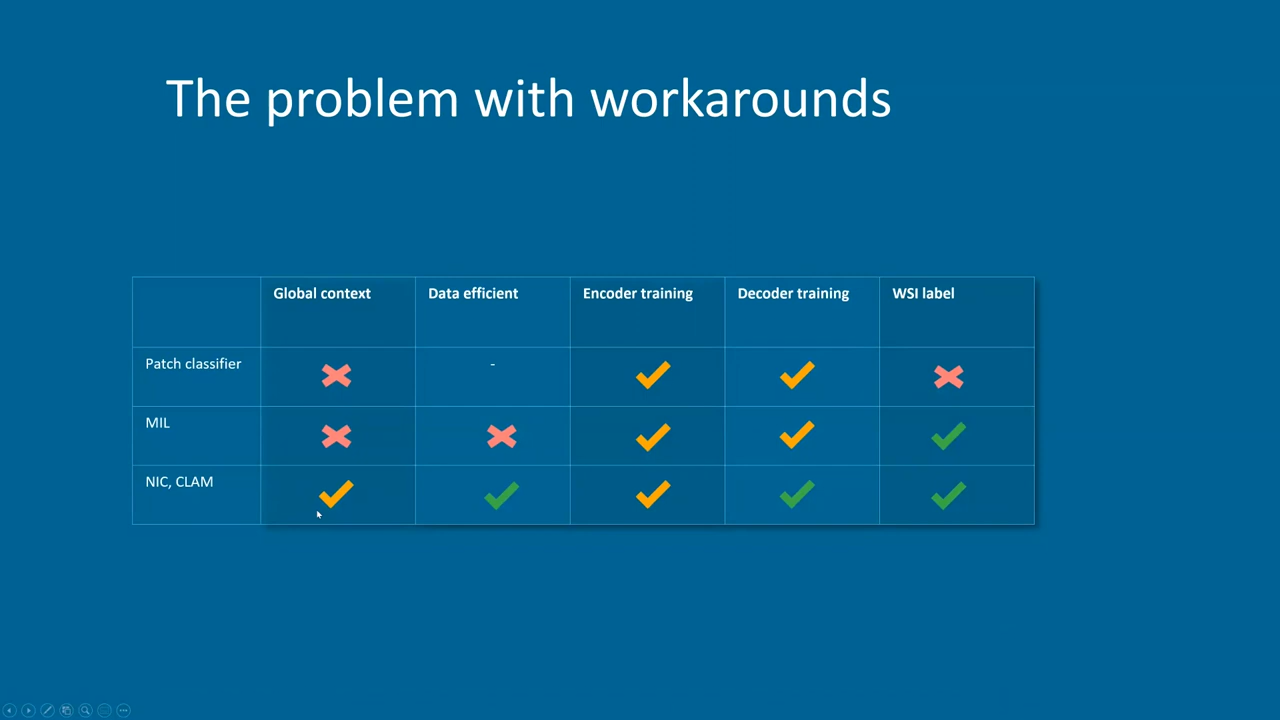 The problem with workarounds
Global context Data efficient Encoder training Decoder training WSI label
Patch classifier -
MIL
NIC, CLAM